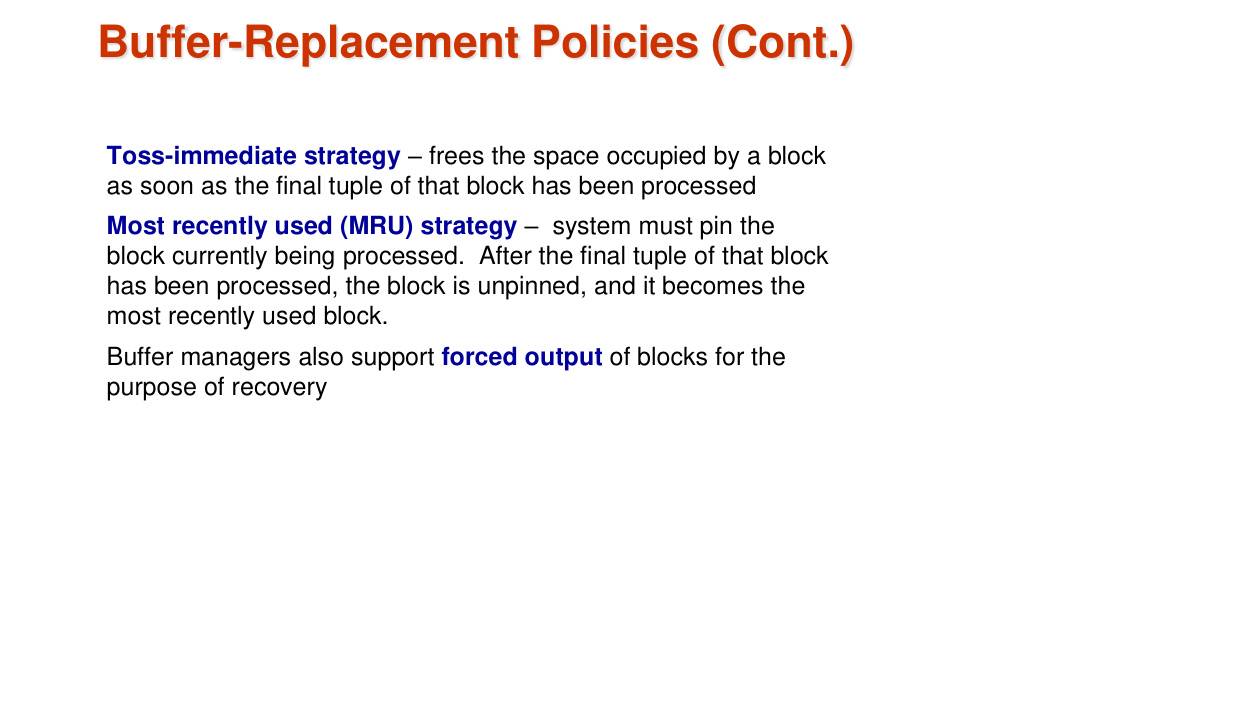 Buffer-Replacement Policies (Cont.)
Toss-immediate strategy – frees the space occupied by a block
as soon as the final tuple of that block has been processed
Most recently used (MRU) strategy –  system must pin the
block currently being processed.  After the final tuple of that block
has been processed, the block is unpinned, and it becomes the
most recently used block.
Buffer managers also support forced output of blocks for the
purpose of recovery